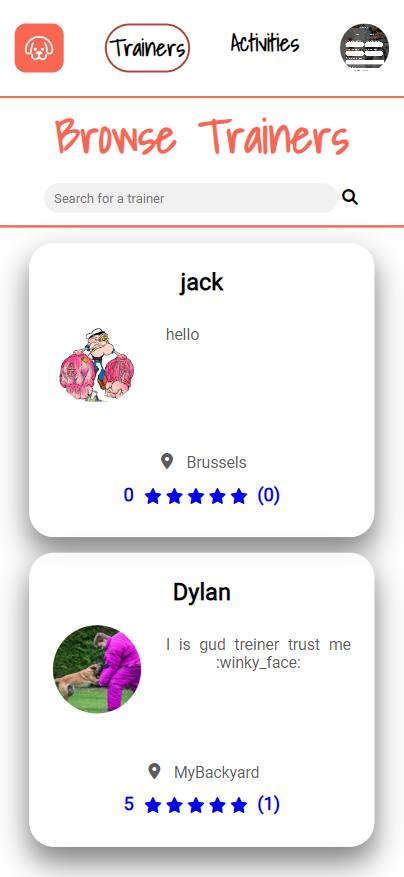 Trainers
Activities
Browse Trainers
Search for a trainer
jack
hello
Brussels
0 (0)
Dylan
I is gud treiner trust me
:winky_face:
MyBackyard
5 (1)